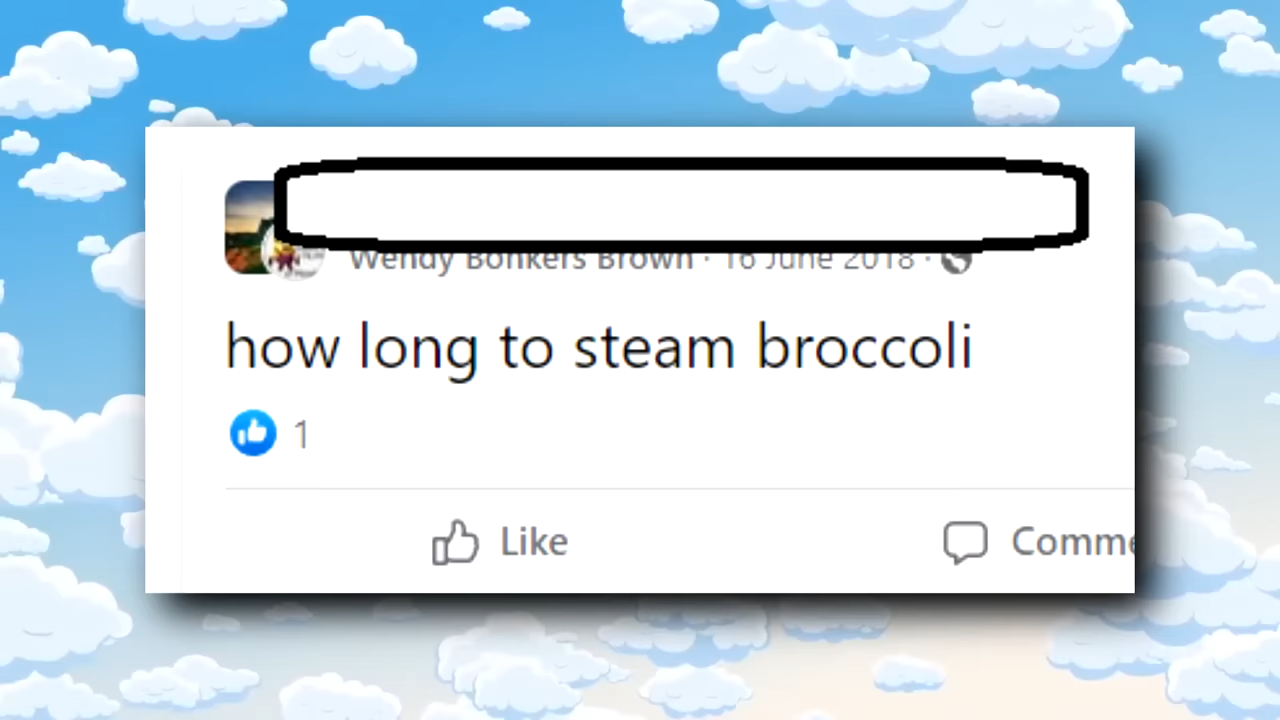 Wendy Bonkers Brown · 16 June 2018 ·
how long to steam broccoli
1
Like
Comme